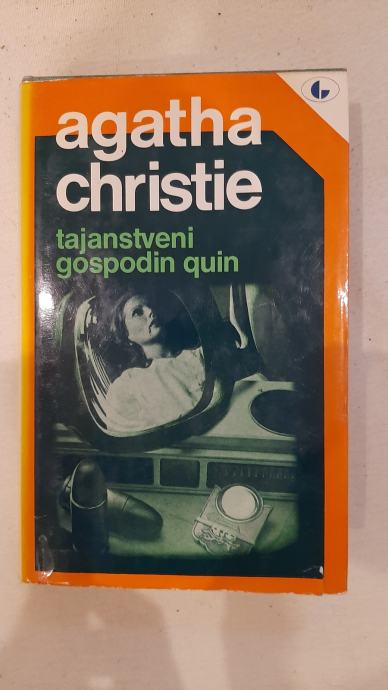 agatha
christie
tajanstveni
gospodin quin